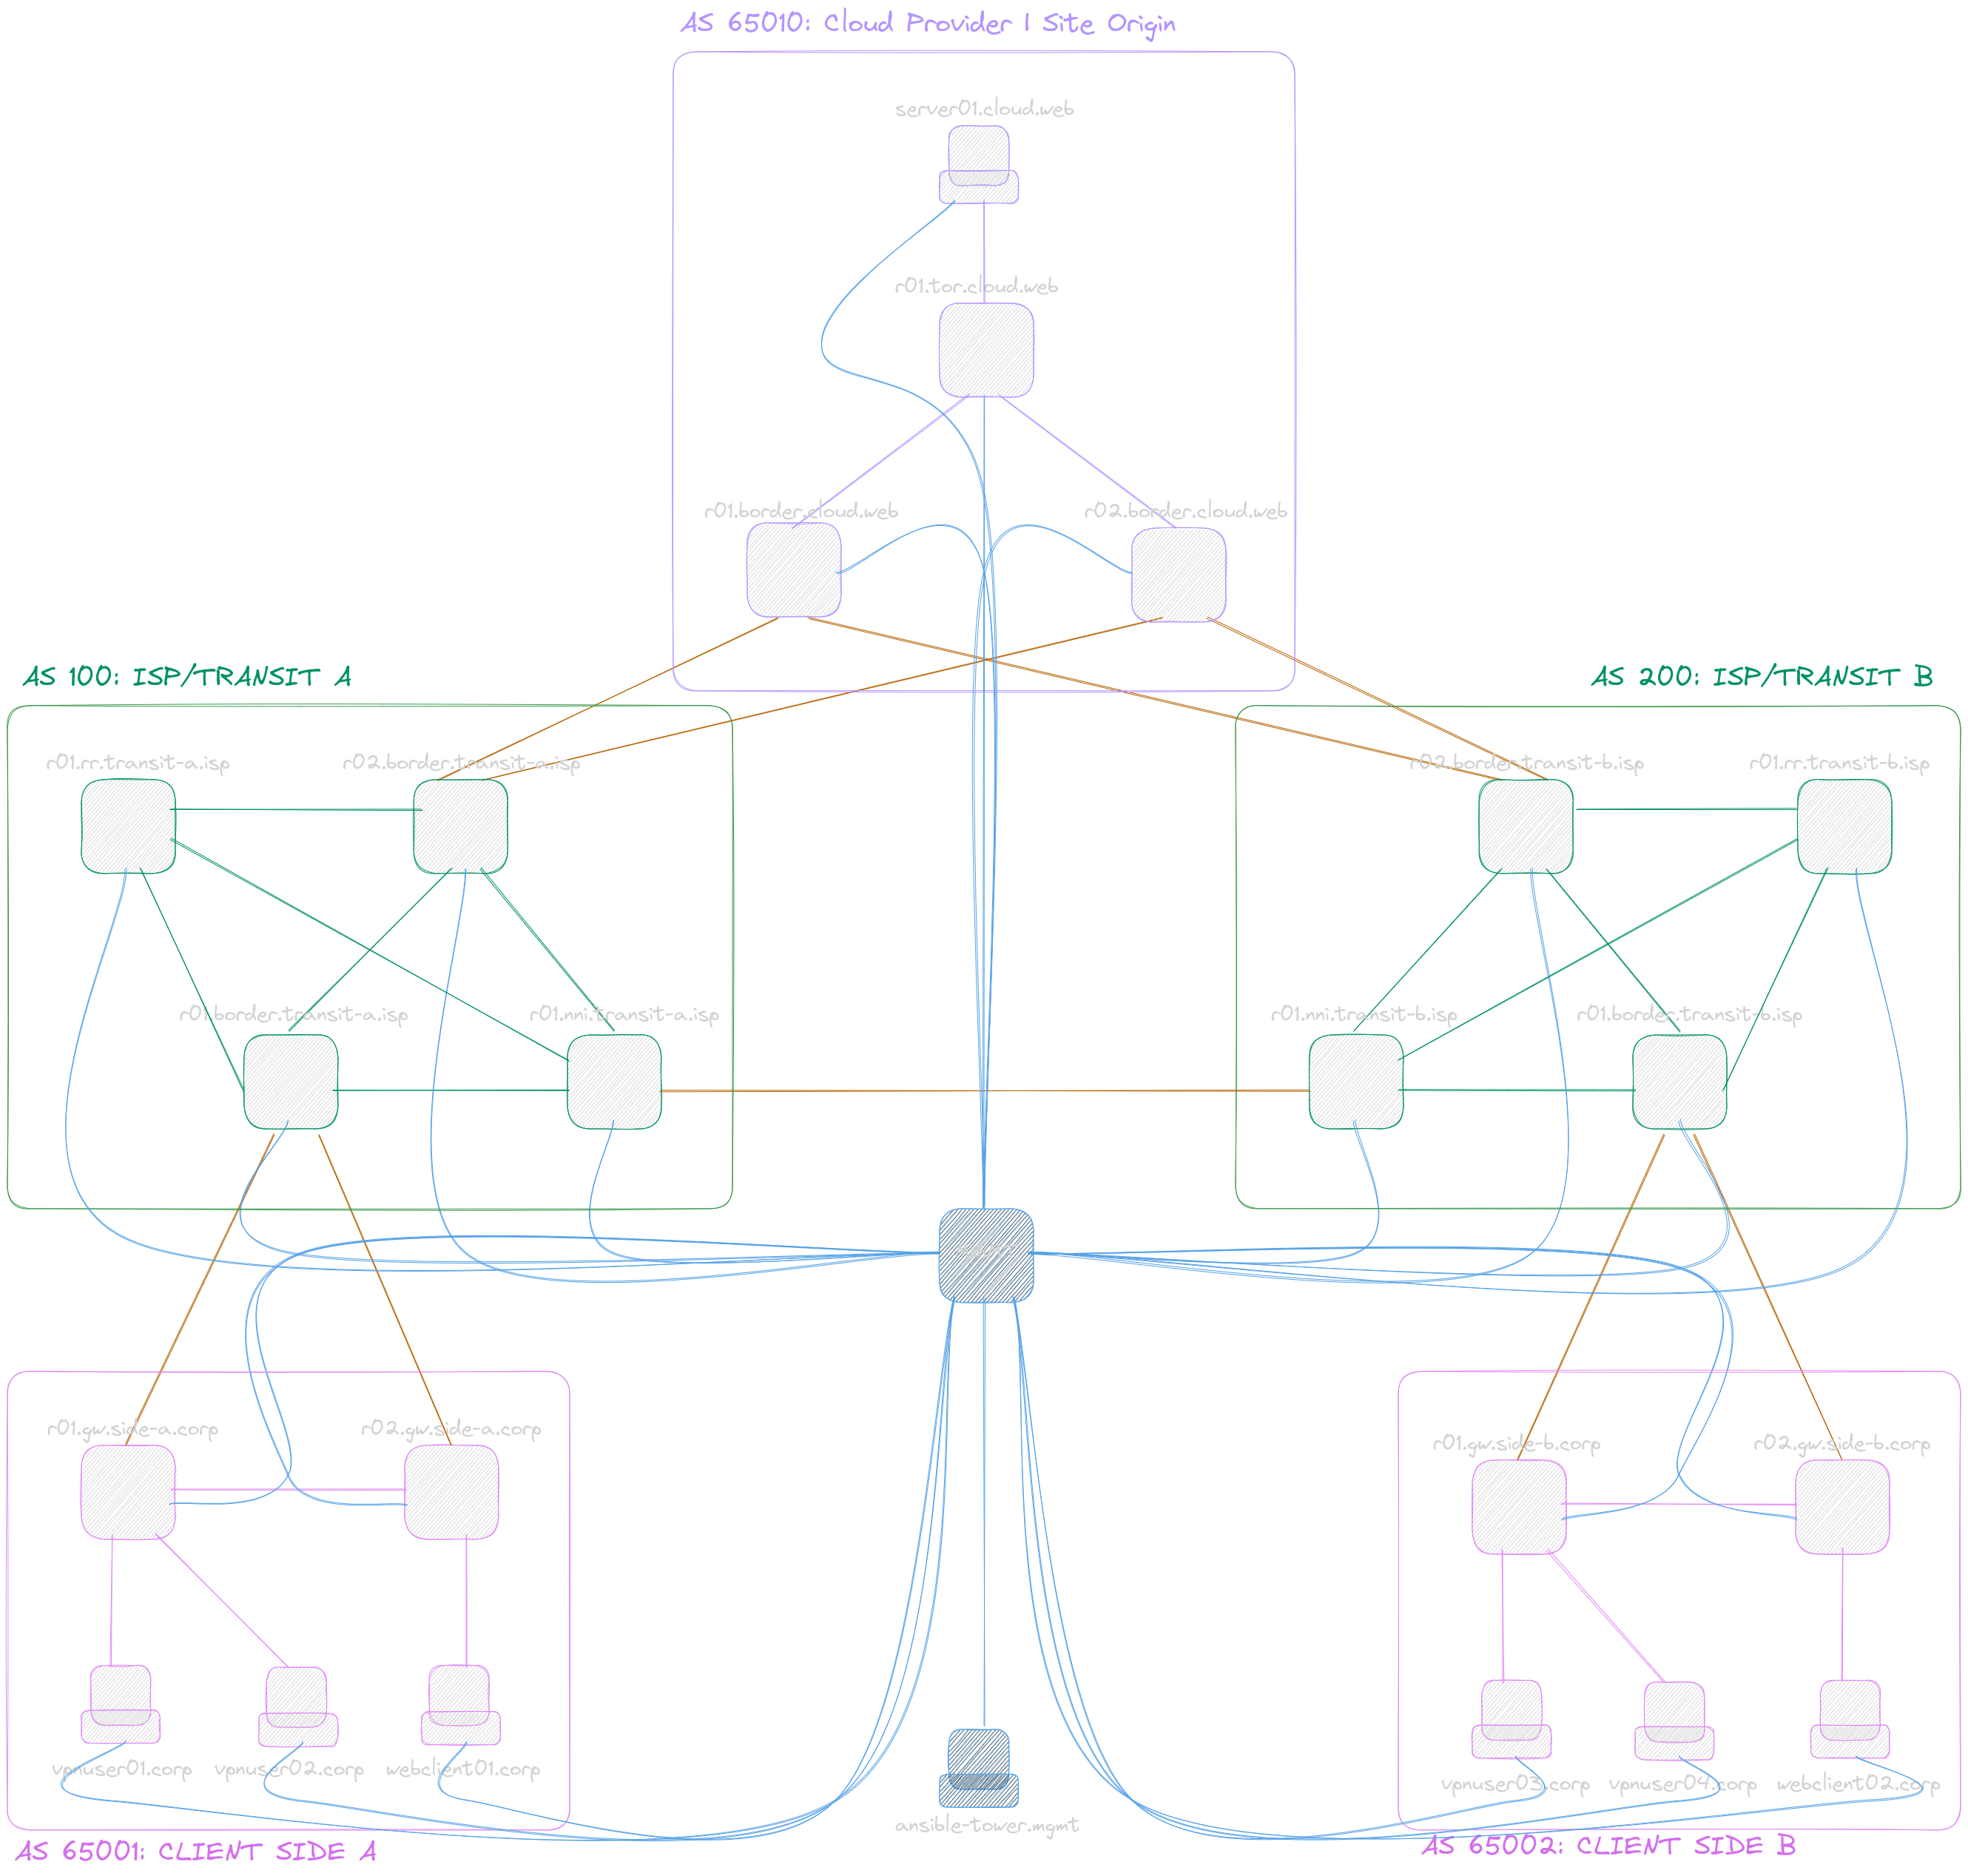 AS 65010: Cloud Provider | Site Origin
server01.cloud.web
r01.tor.cloud.web
r01.border.cloud.web
r02.border.cloud.web
AS 100: ISP/TRANSIT A
AS 200: ISP/TRANSIT B
r01.rr.transit-a.isp
r02.border.transit-a.isp
r02.border.transit-b.isp
r01.rr.transit-b.isp
r01.border.transit-a.isp
r01.nni.transit-a.isp
r01.nni.transit-b.isp
r01.border.transit-b.isp
r01.gw.side-a.corp
r02.gw.side-a.corp
r01.gw.side-b.corp
r02.gw.side-b.corp
vpnuser01.corp
vpnuser02.corp
webclient01.corp
vpnuser03.corp
vpnuser04.corp
webclient02.corp
ansible-tower.mgmt
AS 65001: CLIENT SIDE A
AS 65002: CLIENT SIDE B